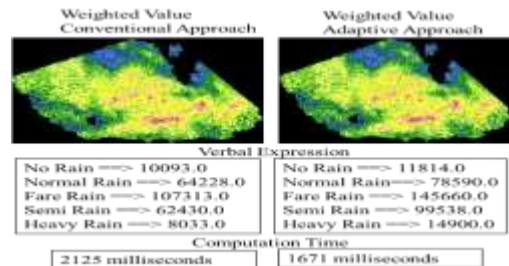 Weighted Value
Conventional Approach
Weighted Value
Adaptive Approach
Verbal Expression
No Rain ==> 10093.0
Normal Rain ==> 64228.0
Fare Rain ==> 107313.0
Semi Rain ==> 62430.0
Heavy Rain ==> 8033.0
No Rain ==> 11814.0
Normal Rain==> 78590.0
Fare Rain ==> 145660.0
Semi Rain ==> 99538.0
Heavy Rain ==> 14900.0
Computation Time
2125 milliseconds
1671 milliseconds